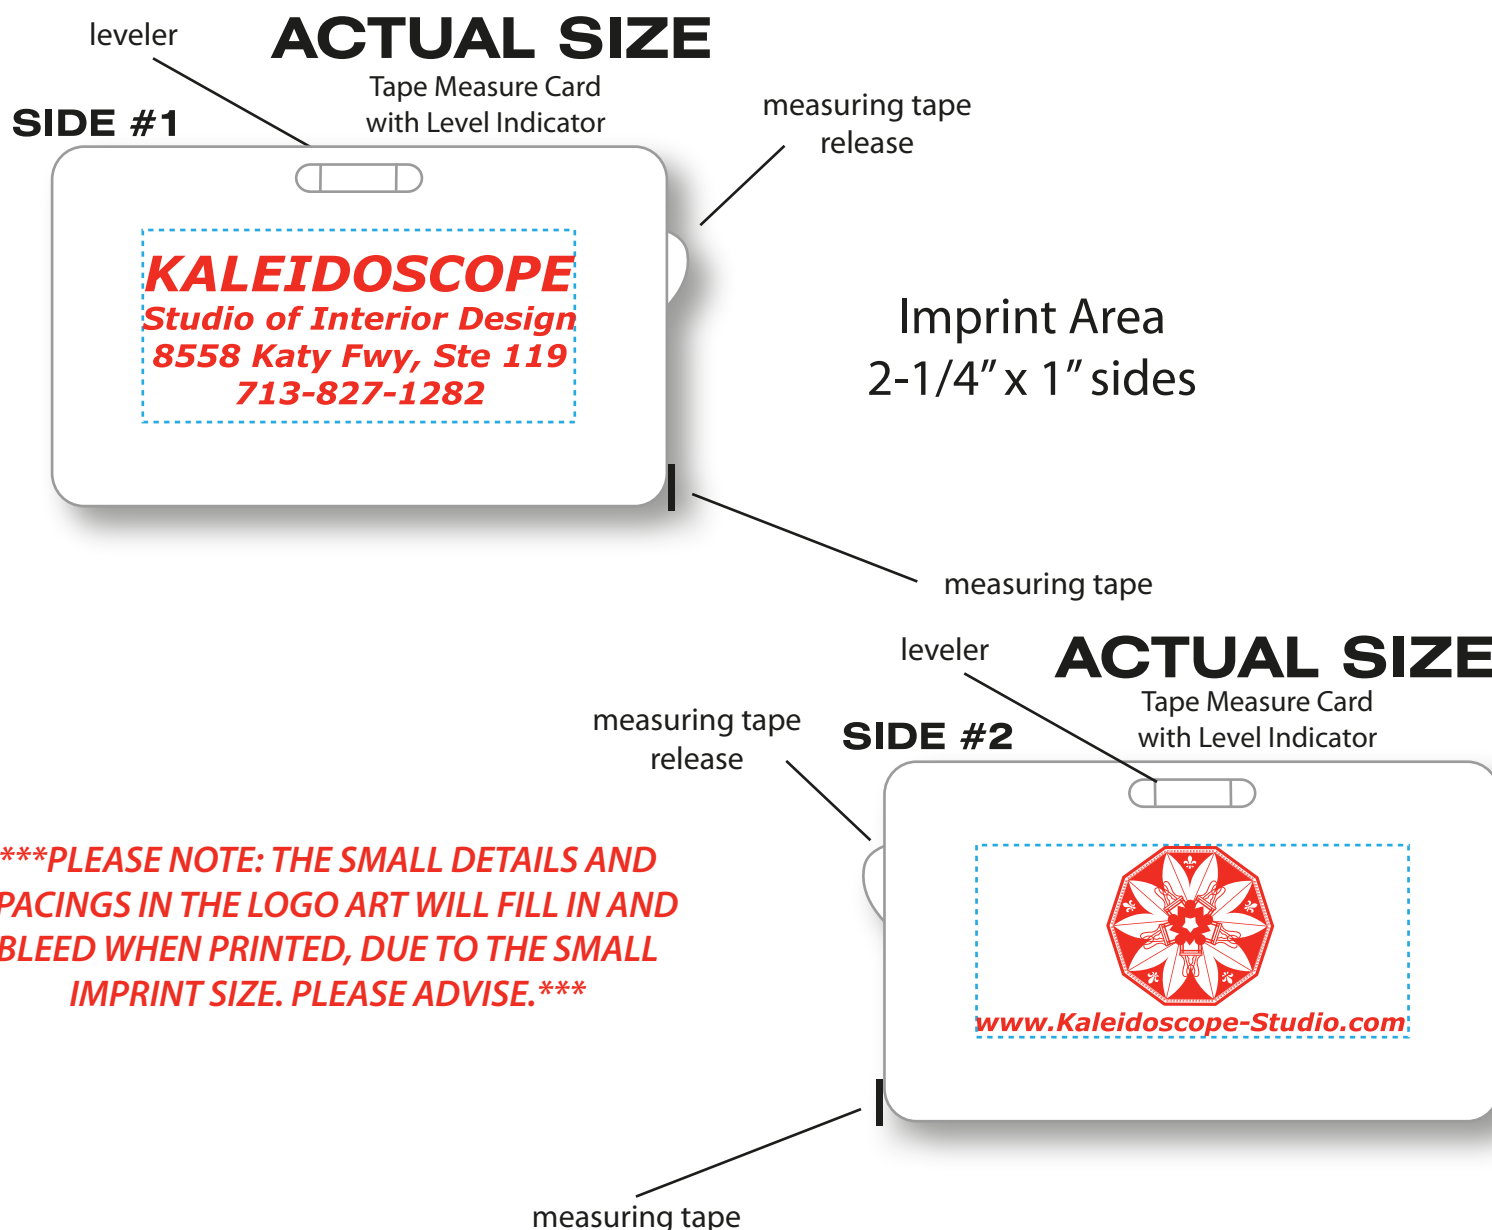 leveler
ACTUAL SIZE
Tape Measure Card
with Level Indicator
SIDE #1
measuring tape
release
KALEIDOSCOPE
Studio of Interior Design
8558 Katy Fwy, Ste 119
713-827-1282
Imprint Area
2-1/4” x 1” sides
measuring tape
leveler
ACTUAL SIZE
Tape Measure Card
with Level Indicator
measuring tape
release
SIDE #2
***PLEASE NOTE: THE SMALL DETAILS AND
PACINGS IN THE LOGO ART WILL FILL IN AND
BLEED WHEN PRINTED, DUE TO THE SMALL
IMPRINT SIZE. PLEASE ADVISE.***
www.Kaleidoscope-Studio.com
measuring tape